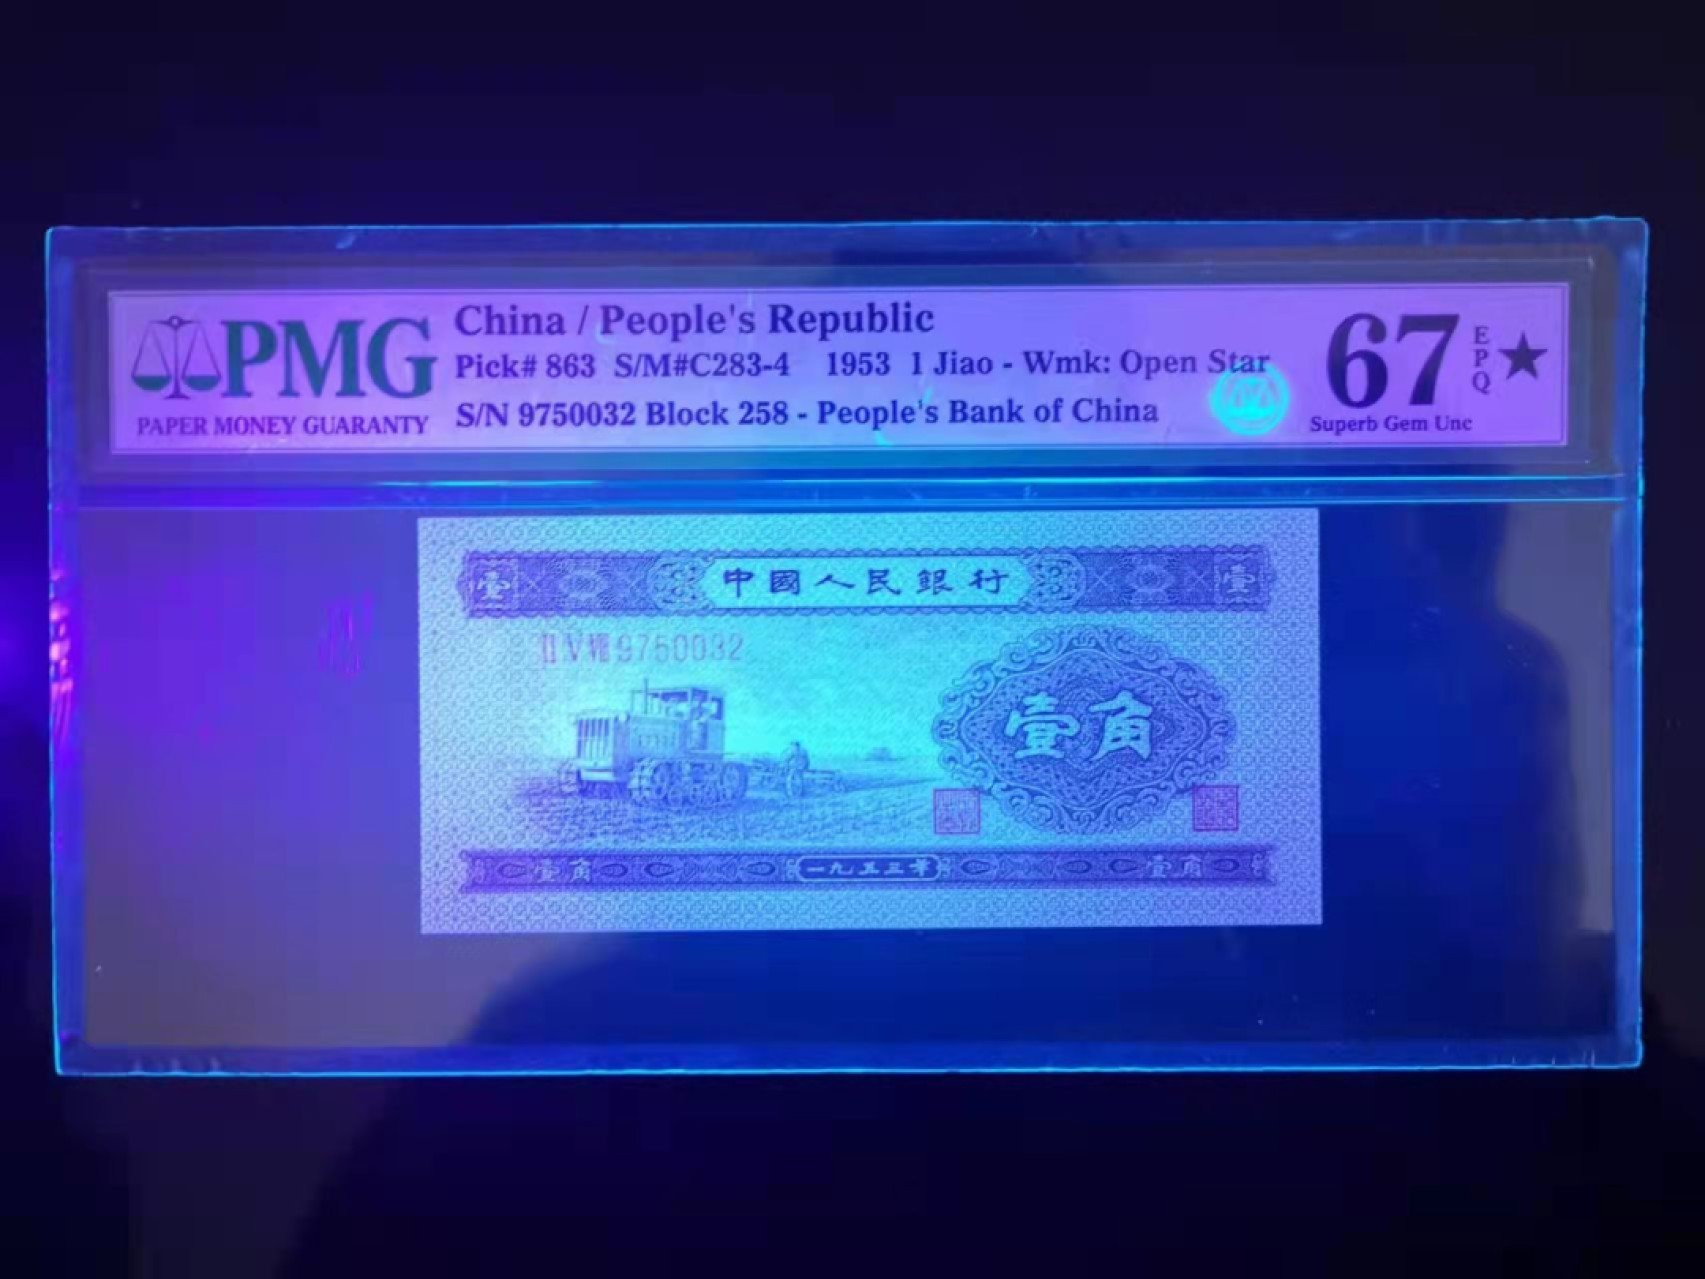 PMG
PAPER MONEY GUARANTY
China / People's Republic
Pick# 863 S/M#C283-4 1953 1 Jiao - Wmk: Open Star
S/N 9750032 Block 258 - People's Bank of China
67 EPQ ★
Superb Gem Unc
壹 中國人民銀行 壹
II V VIII 9750032
壹角
壹角 一九五三年 壹角